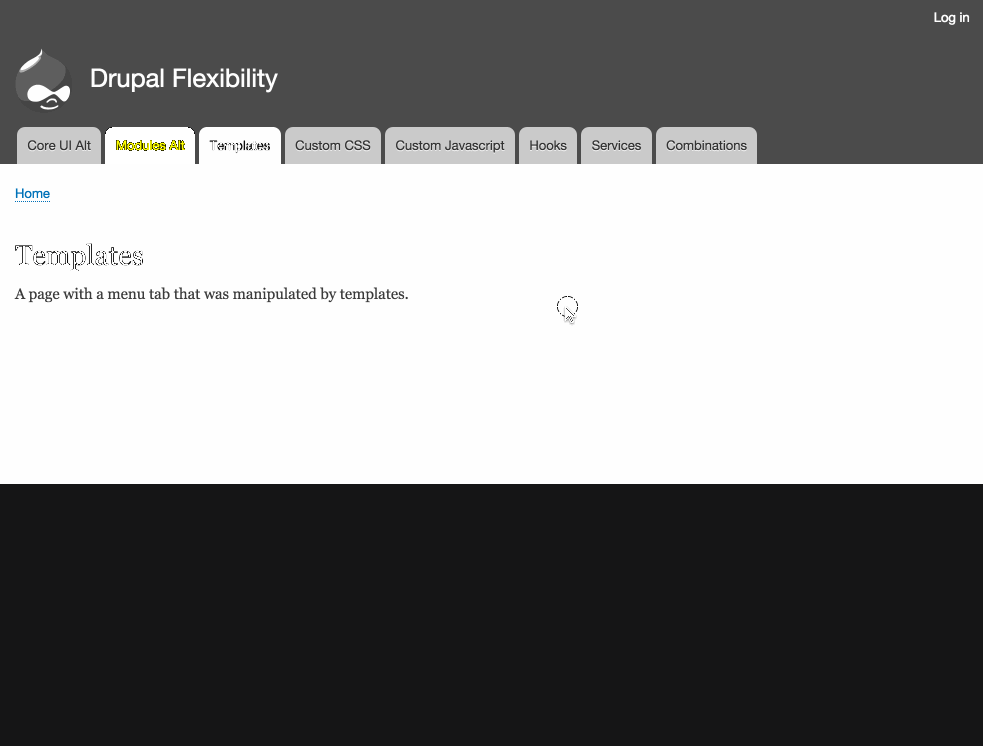 Log in
Drupal Flexibility
Core UI Alt Modules Alt Templates Custom CSS Custom Javascript Hooks Services Combinations
Home
Templates
A page with a menu tab that was manipulated by templates.